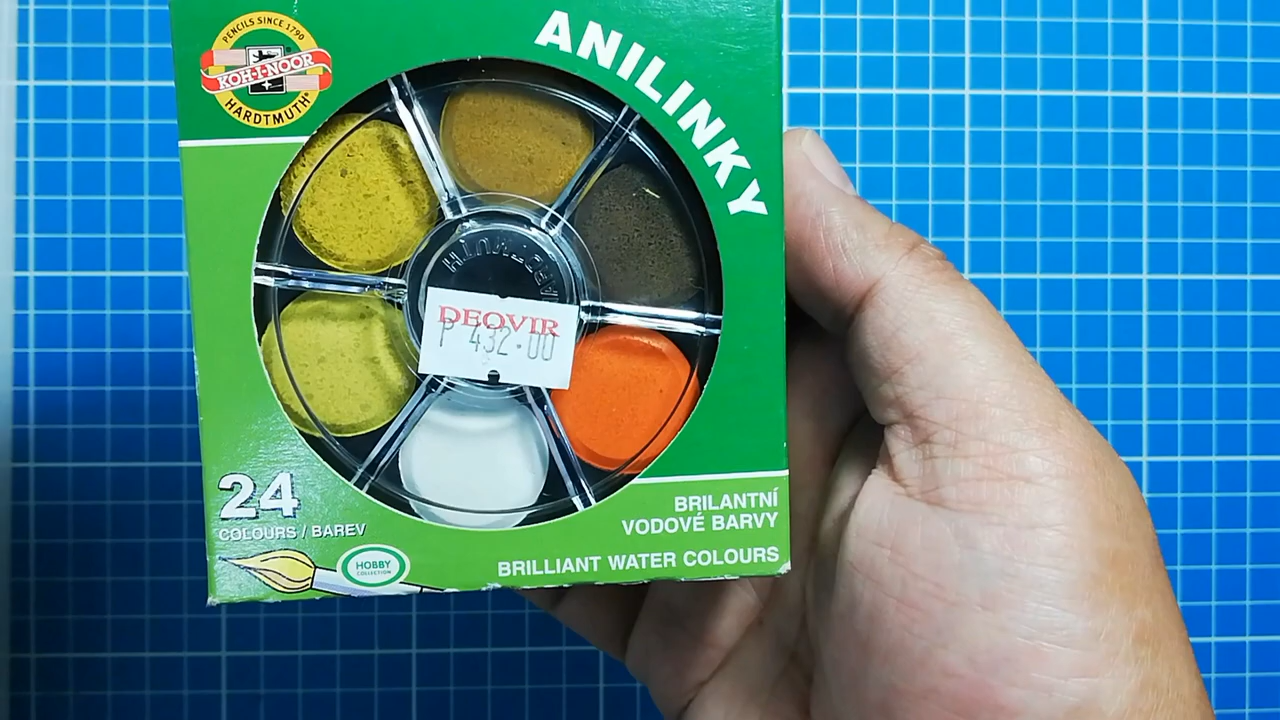 PENCILS SINCE 1790
KOH-I-NOOR
HARDTMUTH®
ANILINKY
DEOVIR
P 432.00
24
COLOURS / BAREV
HOBBY
COLLECTION
BRILANTNÍ
VODOVÉ BARVY
BRILLIANT WATER COLOURS